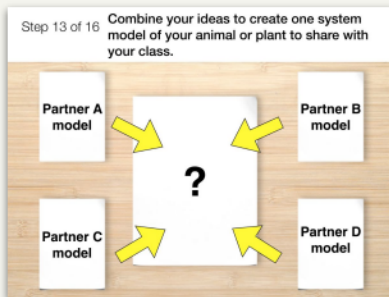 Step 13 of 16
Combine your ideas to create one system
model of your animal or plant to share with
your class.
Partner A
model
Partner B
model
?
Partner C
model
Partner D
model